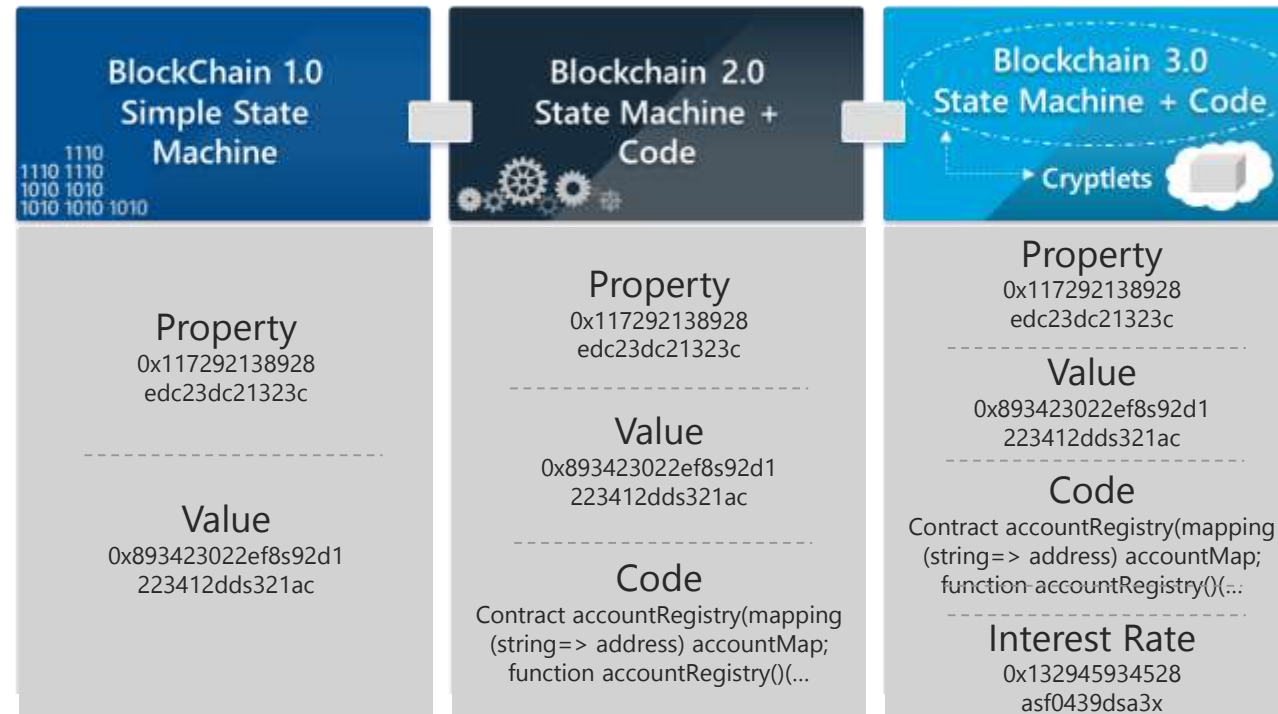 BlockChain 1.0
Simple State
Machine
1110
1110 1110
1010 1010
1010 1010 1010
Property
0x117292138928
edc23dc21323c
Value
0x893423022ef8s92d1
223412dds321ac
Blockchain 2.0
State Machine +
Code
Property
0x117292138928
edc23dc21323c
Value
0x893423022ef8s92d1
223412dds321ac
Code
Contract accountRegistry(mapping
(string=> address) accountMap;
function accountRegistry()(...
Blockchain 3.0
State Machine + Code
Cryptlets
Property
0x117292138928
edc23dc21323c
Value
0x893423022ef8s92d1
223412dds321ac
Code
Contract accountRegistry(mapping
(string=> address) accountMap;
function accountRegistry()(...
Interest Rate
0x132945934528
asf0439dsa3x